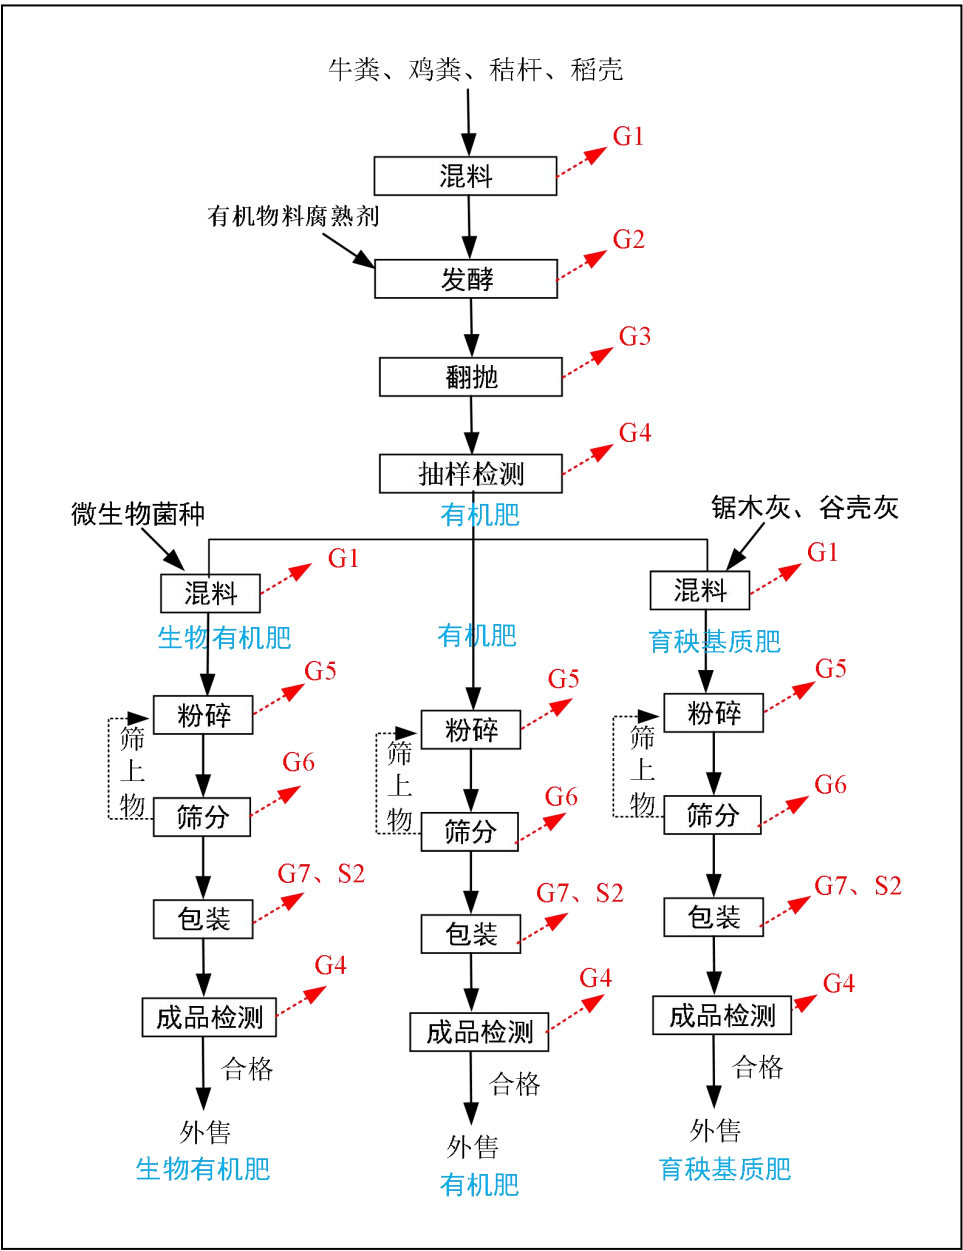 牛粪、鸡粪、秸杆、稻壳
G1
混料
有机物料腐熟剂
G2
发酵
G3
翻抛
G4
抽样检测
有机肥
微生物菌种
锯木灰、谷壳灰
G1
混料
生物有机肥
有机肥
G1
混料
育秧基质肥
G5
粉碎
筛上物
G6
筛分
G7、S2
包装
G4
成品检测
合格
外售
生物有机肥
G5
粉碎
筛上物
G6
筛分
G7、S2
包装
G4
成品检测
合格
外售
有机肥
G5
粉碎
筛上物
G6
筛分
G7、S2
包装
G4
成品检测
合格
外售
育秧基质肥